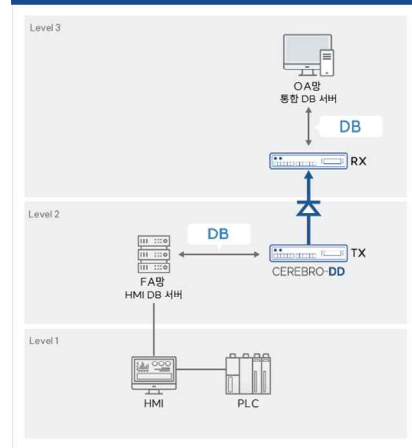 Level 3
OA망
통합 DB 서버
DB
RX
Level 2
DB
TX
CEREBRO-DD
FA망
HMI DB 서버
Level 1
HMI
PLC